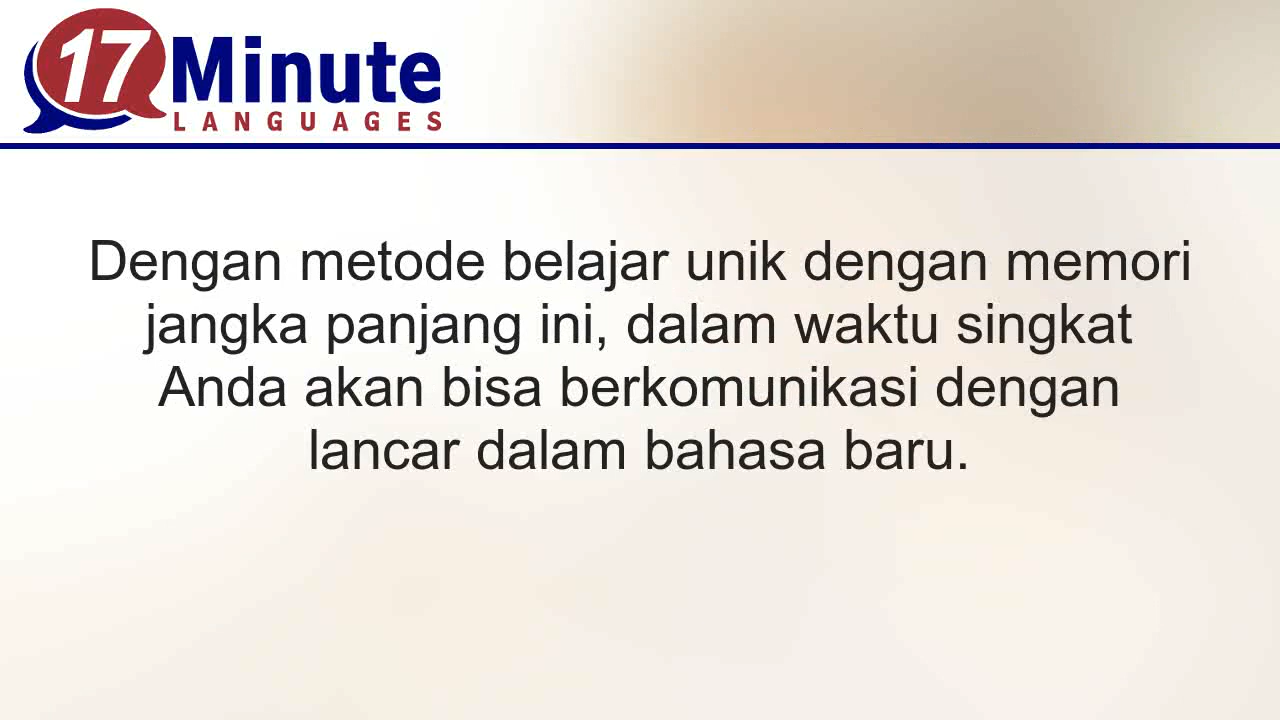 17 Minute
LANGUAGES
Dengan metode belajar unik dengan memori
jangka panjang ini, dalam waktu singkat
Anda akan bisa berkomunikasi dengan
lancar dalam bahasa baru.